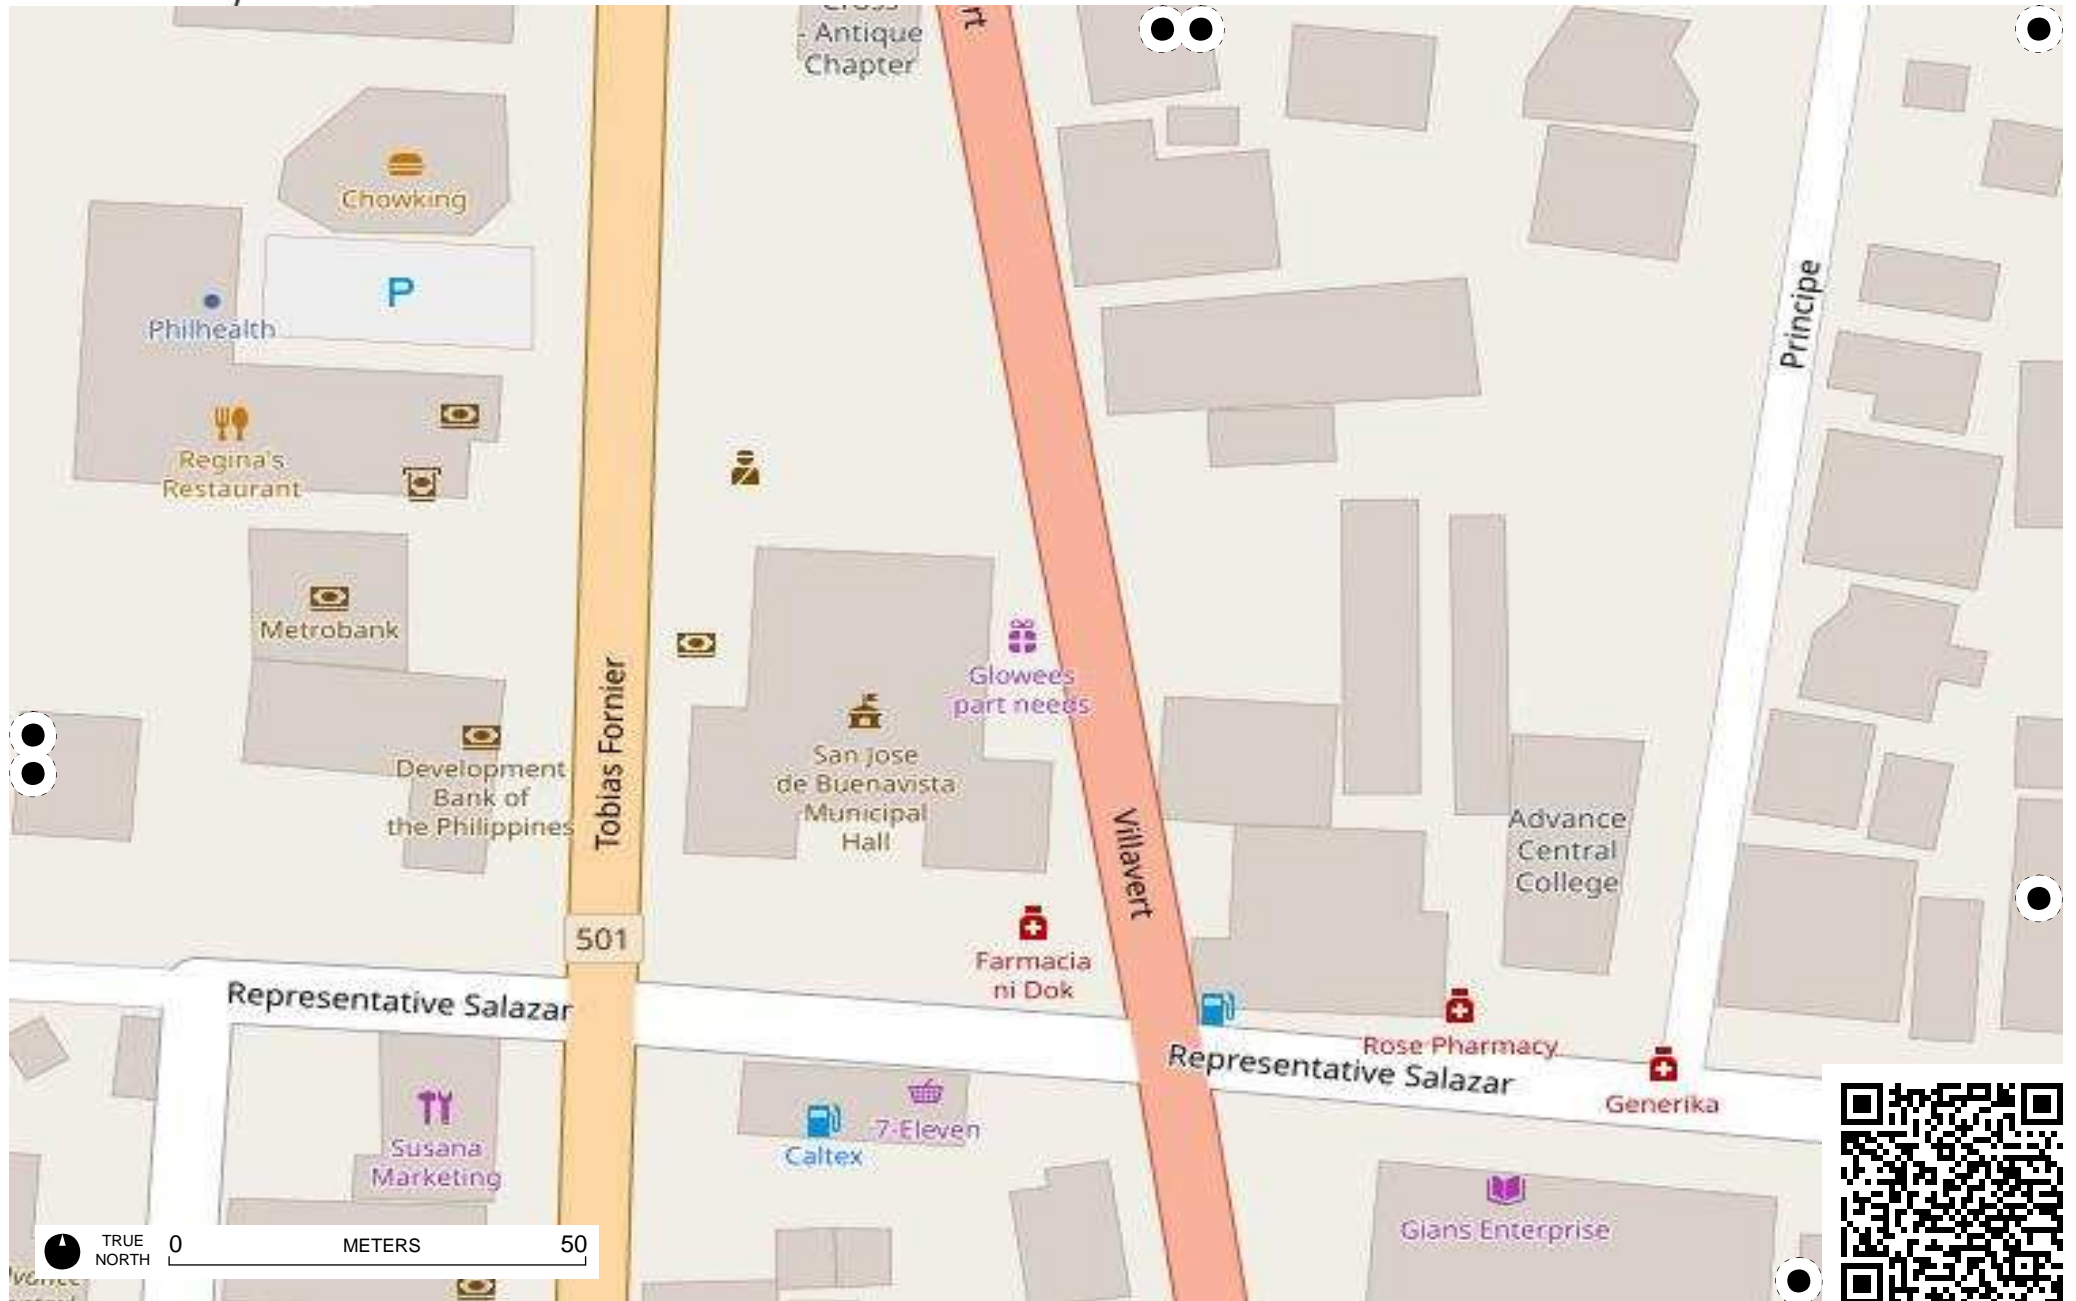 - Antique
Chapter
Chowking
P
Philhealth
Principe
Regina's
Restaurant
Metrobank
Glowees
part needs
Tobias Fornier
San Jose
de Buenavista
Municipal
Hall
Development
Bank of
the Philippines
Villavert
Advance
Central
College
501
Farmacia
ni Dok
Representative Salazar
Rose Pharmacy
Representative Salazar
Generika
7-Eleven
Caltex
Susana
Marketing
Gians Enterprise
TRUE
NORTH
0
METERS
50